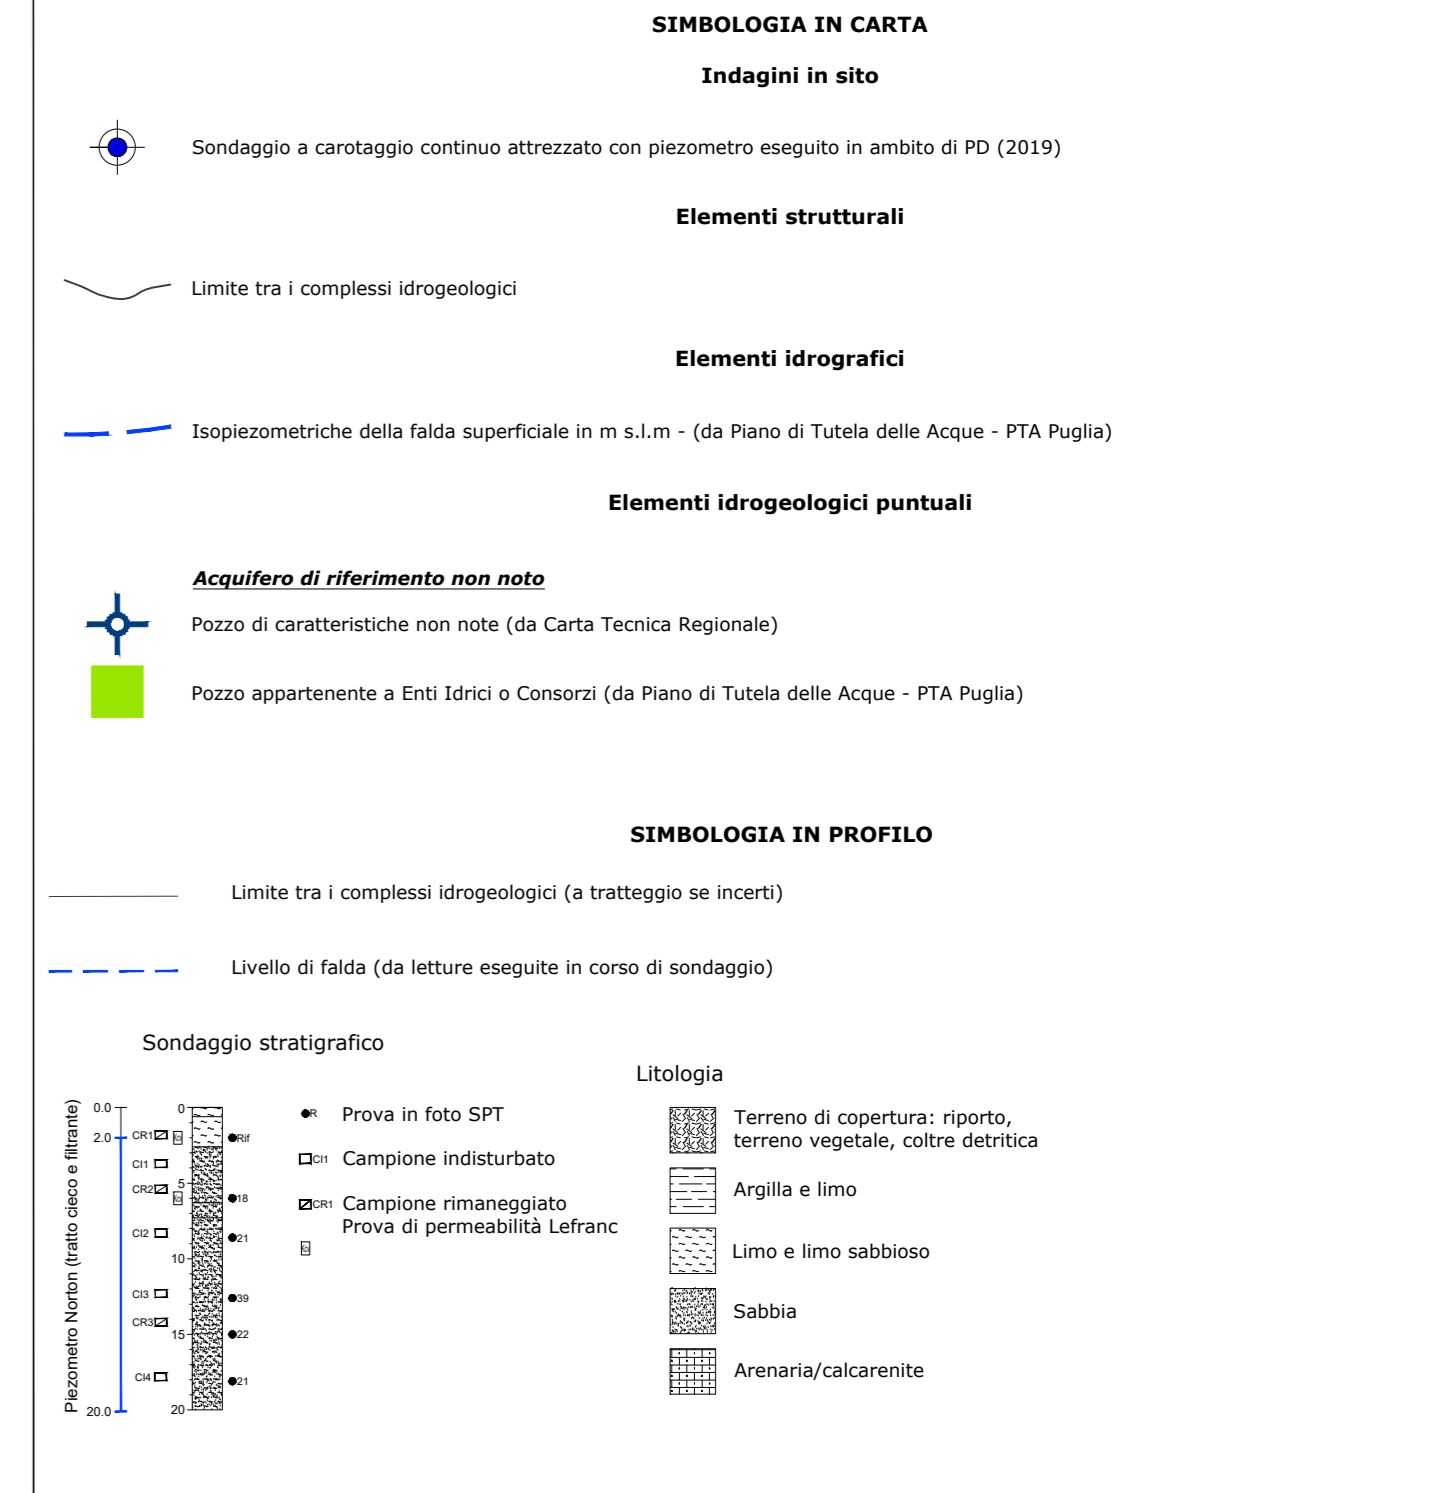 SIMBOLOGIA IN CARTA
Indagini in sito
Sondaggio a carotaggio continuo attrezzato con piezometro eseguito in ambito di PD (2019)
Elementi strutturali
Limite tra i complessi idrogeologici
Elementi idrografici
Isopiezometriche della falda superficiale in m s.l.m - (da Piano di Tutela delle Acque - PTA Puglia)
Elementi idrogeologici puntuali
Acquifero di riferimento non noto
Pozzo di caratteristiche non note (da Carta Tecnica Regionale)
Pozzo appartenente a Enti Idrici o Consorzi (da Piano di Tutela delle Acque - PTA Puglia)
SIMBOLOGIA IN PROFILO
Limite tra i complessi idrogeologici (a tratteggio se incerti)
Livello di falda (da letture eseguite in corso di sondaggio)
Sondaggio stratigrafico
Piezometro Norton (tratto cieco e filtrante)
0.0
2.0
20.0
CR1
CI1
CR2
CI2
CI3
CR3
CI4
0
5
10
15
20
Rif
18
21
39
22
21
R Prova in foto SPT
CI1 Campione indisturbato
CR1 Campione rimaneggiato
Prova di permeabilità Lefranc
Litologia
Terreno di copertura: riporto,
terreno vegetale, coltre detritica
Argilla e limo
Limo e limo sabbioso
Sabbia
Arenaria/calcarenite